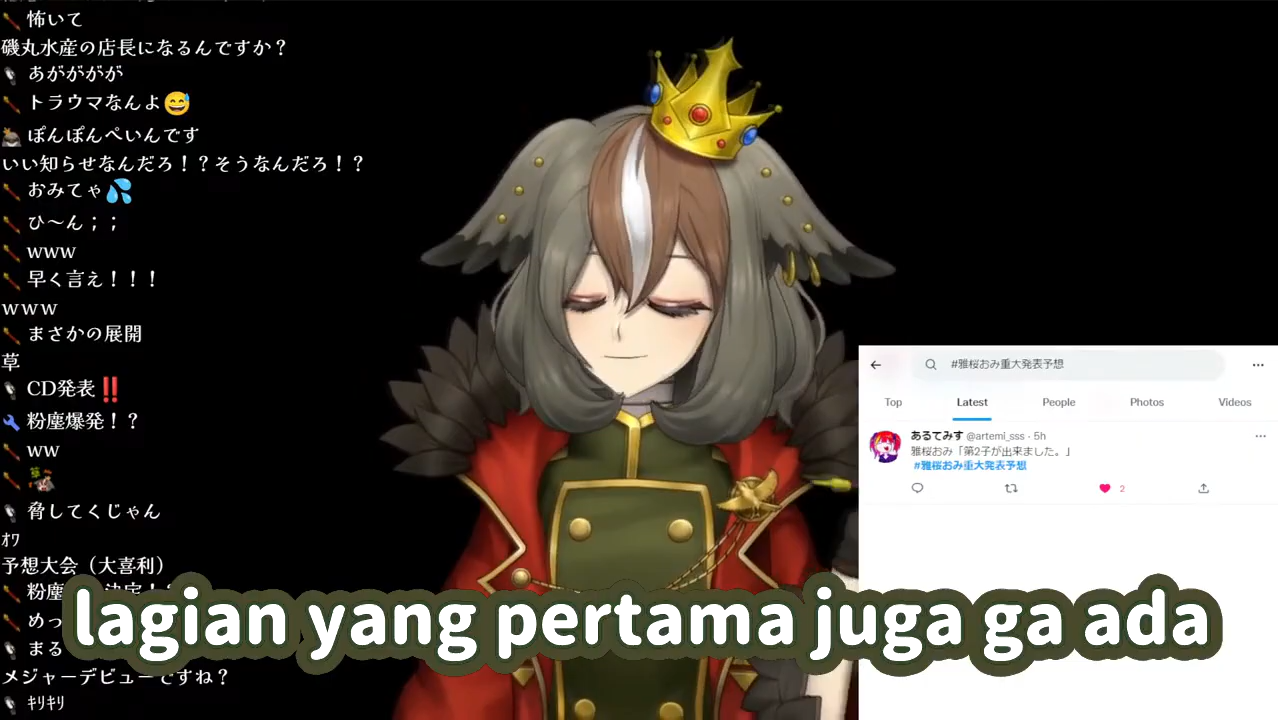 怖いて
磯丸水産の店長になるんですか？
あががががが
トラウマなんよ😅
ぽんぽんぺいんです
いい知らせなんだろ！？そうなんだろ！？
おみてゃ💦
ひ〜ん；；
www
早く言え！！！
ｗｗｗ
まさかの展開
草
CD発表‼️
粉塵爆発！？
ww
脅してくじゃん
ｵﾜ
予想大会（大喜利）
粉塵
めっ
まる
メジャーデビューですね？
ｷﾘｷﾘ
#雅桜おみ重大発表予想
Top Latest People Photos Videos
あるてみす @artemi_sss · 5h
雅桜おみ「第2子が出来ました。」
#雅桜おみ重大発表予想
2
lagian yang pertama juga ga ada